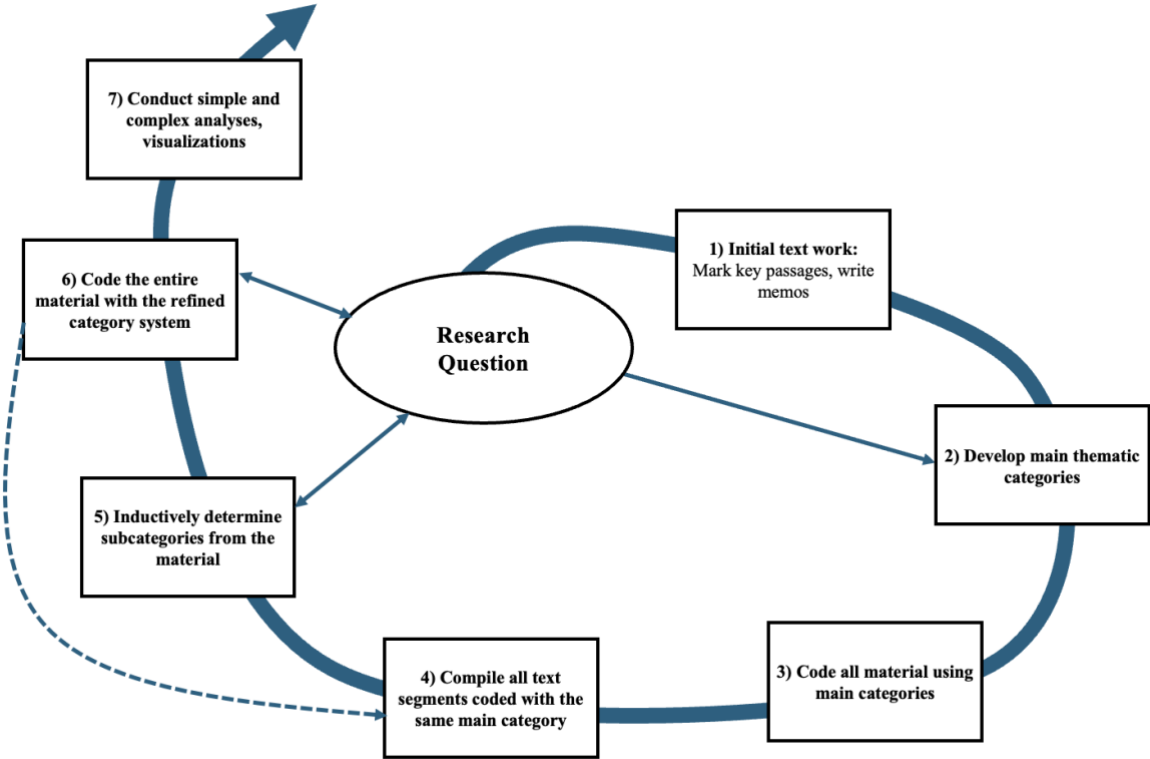 7) Conduct simple and
complex analyses,
visualizations
1) Initial text work:
Mark key passages, write
memos
6) Code the entire
material with the refined
category system
Research
Question
2) Develop main thematic
categories
5) Inductively determine
subcategories from the
material
3) Code all material using
main categories
4) Compile all text
segments coded with the
same main category